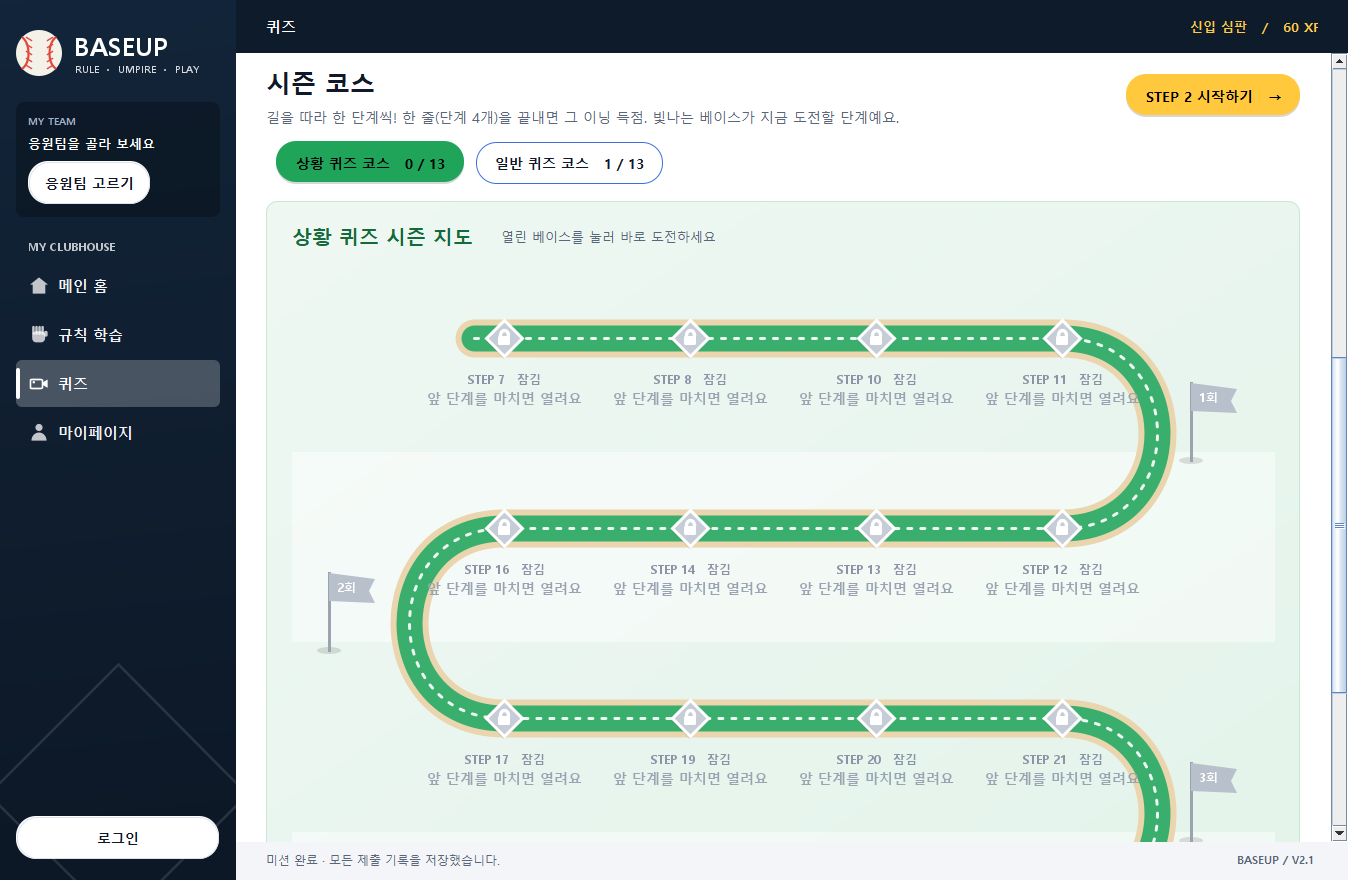 퀴즈
신입 심판 / 60 XP
BASEUP
RULE · UMPIRE · PLAY
MY TEAM
응원팀을 골라 보세요
응원팀 고르기
MY CLUBHOUSE
메인 홈
규칙 학습
퀴즈
마이페이지
로그인
시즌 코스
길을 따라 한 단계씩! 한 줄(단계 4개)을 끝내면 그 이닝 득점. 빛나는 베이스가 지금 도전할 단계예요.
STEP 2 시작하기 →
상황 퀴즈 코스 0 / 13
일반 퀴즈 코스 1 / 13
상황 퀴즈 시즌 지도
열린 베이스를 눌러 바로 도전하세요
STEP 7 잠김
앞 단계를 마치면 열려요
STEP 8 잠김
앞 단계를 마치면 열려요
STEP 10 잠김
앞 단계를 마치면 열려요
STEP 11 잠김
앞 단계를 마치면 열려요
1회
STEP 16 잠김
앞 단계를 마치면 열려요
STEP 14 잠김
앞 단계를 마치면 열려요
STEP 13 잠김
앞 단계를 마치면 열려요
STEP 12 잠김
앞 단계를 마치면 열려요
2회
STEP 17 잠김
앞 단계를 마치면 열려요
STEP 19 잠김
앞 단계를 마치면 열려요
STEP 20 잠김
앞 단계를 마치면 열려요
STEP 21 잠김
앞 단계를 마치면 열려요
3회
미션 완료 · 모든 제출 기록을 저장했습니다.
BASEUP / V2.1